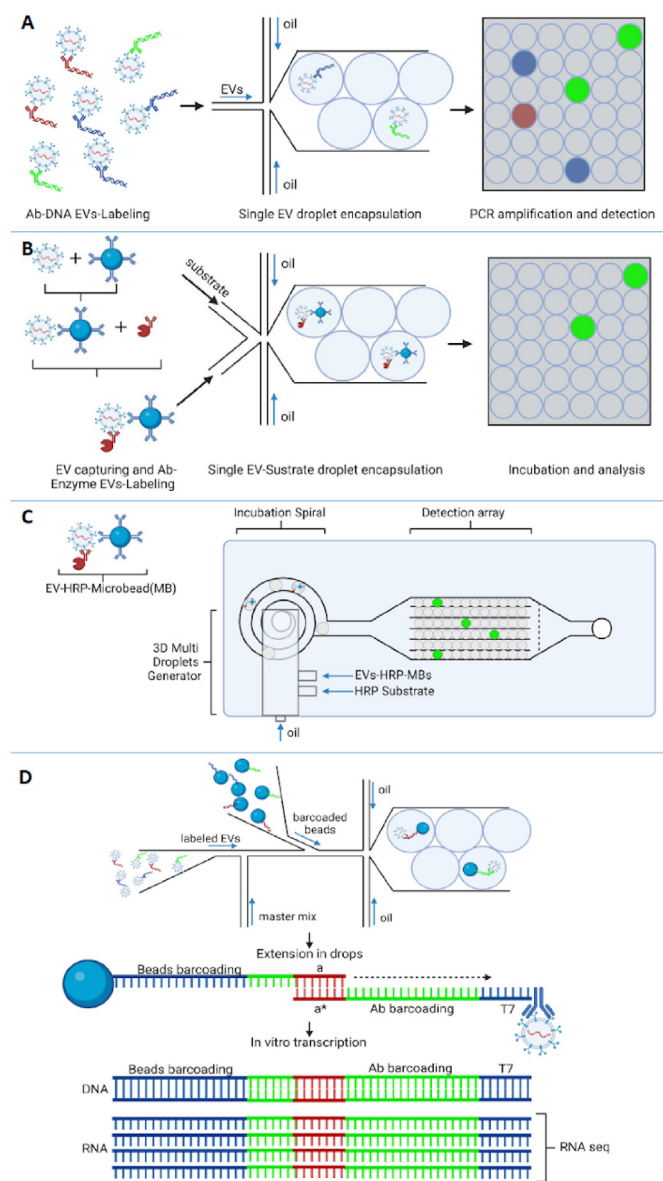 A
oil
EVs
oil
Ab-DNA EVs-Labeling
Single EV droplet encapsulation
PCR amplification and detection
B
+
substrate
oil
+
oil
EV capturing and Ab-
Enzyme EVs-Labeling
Single EV-Sustrate droplet encapsulation
Incubation and analysis
C
Incubation Spiral
Detection array
EV-HRP-Microbead(MB)
3D Multi
Droplets
Generator
EVs-HRP-MBs
HRP Substrate
oil
D
oil
barcoaded
beads
labeled EVs
master mix
oil
Extension in drops
Beads barcoading
a
a*
Ab barcoading
T7
In vitro transcription
Beads barcoading
Ab barcoading
T7
DNA
RNA
RNA seq